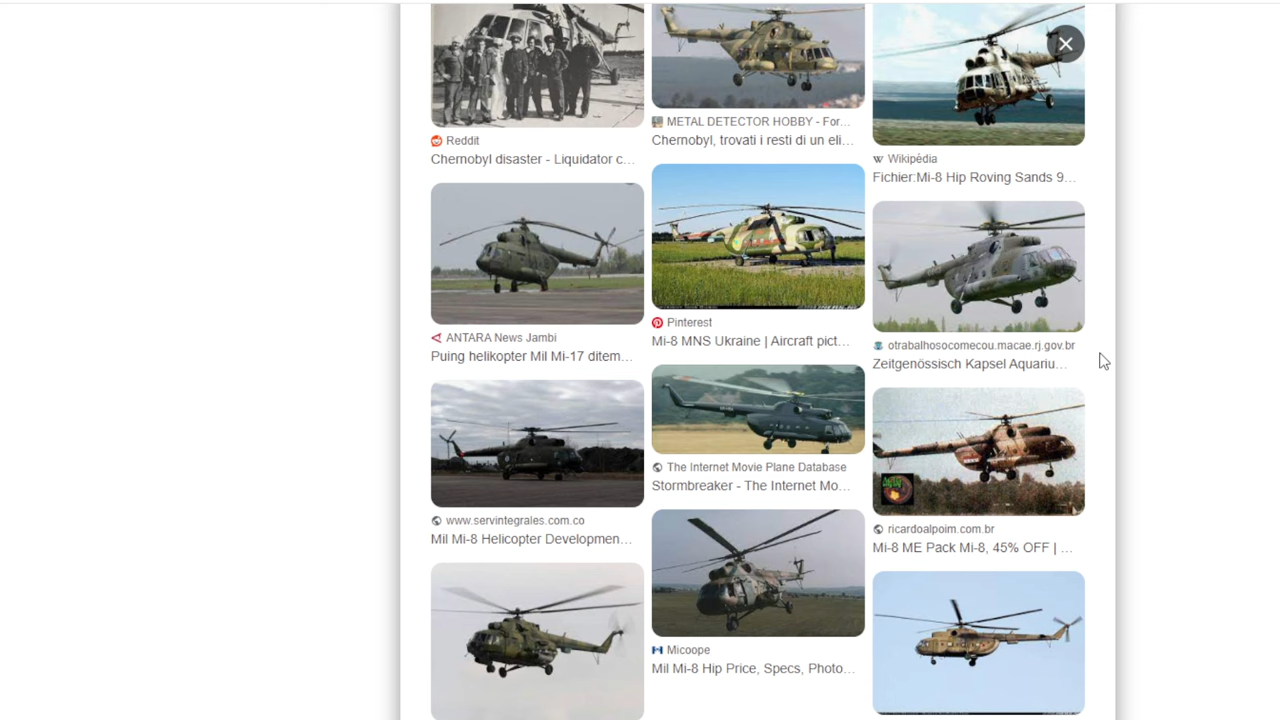 Reddit
Chernobyl disaster - Liquidator c...
METAL DETECTOR HOBBY - For...
Chernobyl, trovati i resti di un eli...
Wikipédia
Fichier:Mi-8 Hip Roving Sands 9...
ANTARA News Jambi
Puing helikopter Mil Mi-17 ditem...
Pinterest
Mi-8 MNS Ukraine | Aircraft pict...
otrabalhosocomecou.macae.rj.gov.br
Zeitgenössisch Kapsel Aquariu...
www.servintegrales.com.co
Mil Mi-8 Helicopter Developmen...
The Internet Movie Plane Database
Stormbreaker - The Internet Mo...
ricardoalpoim.com.br
Mi-8 ME Pack Mi-8, 45% OFF | ...
Micoope
Mil Mi-8 Hip Price, Specs, Photo...